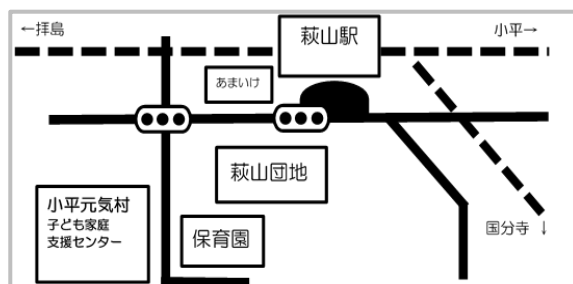 ←拝島
萩山駅
小平→
あまいけ
萩山団地
小平元気村
子ども家庭
支援センター
保育園
国分寺 ↓